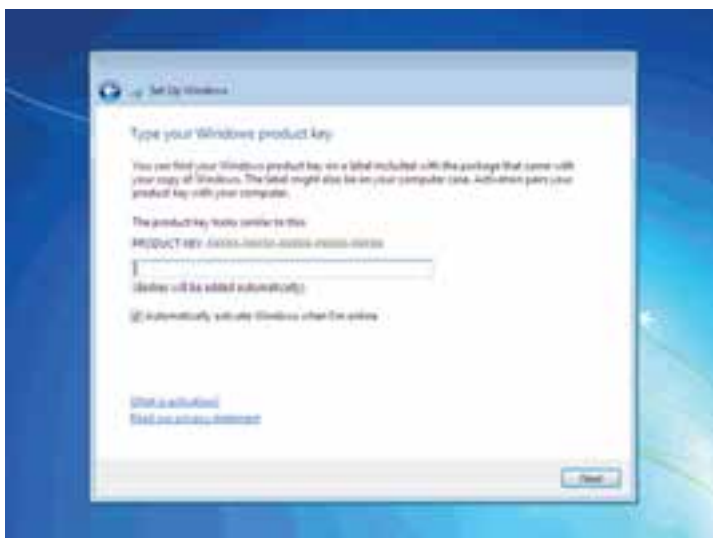 Set Up Windows
Type your Windows product key
You can find your Windows product key on a label included with the package that came with
your copy of Windows. The label might also be on your computer case. Activation pairs your
product key with your computer.
The product key looks similar to this:
PRODUCT KEY: XXXXX-XXXXX-XXXXX-XXXXX-XXXXX
(dashes will be added automatically)
Automatically activate Windows when I'm online
What is activation?
Read our privacy statement
Next